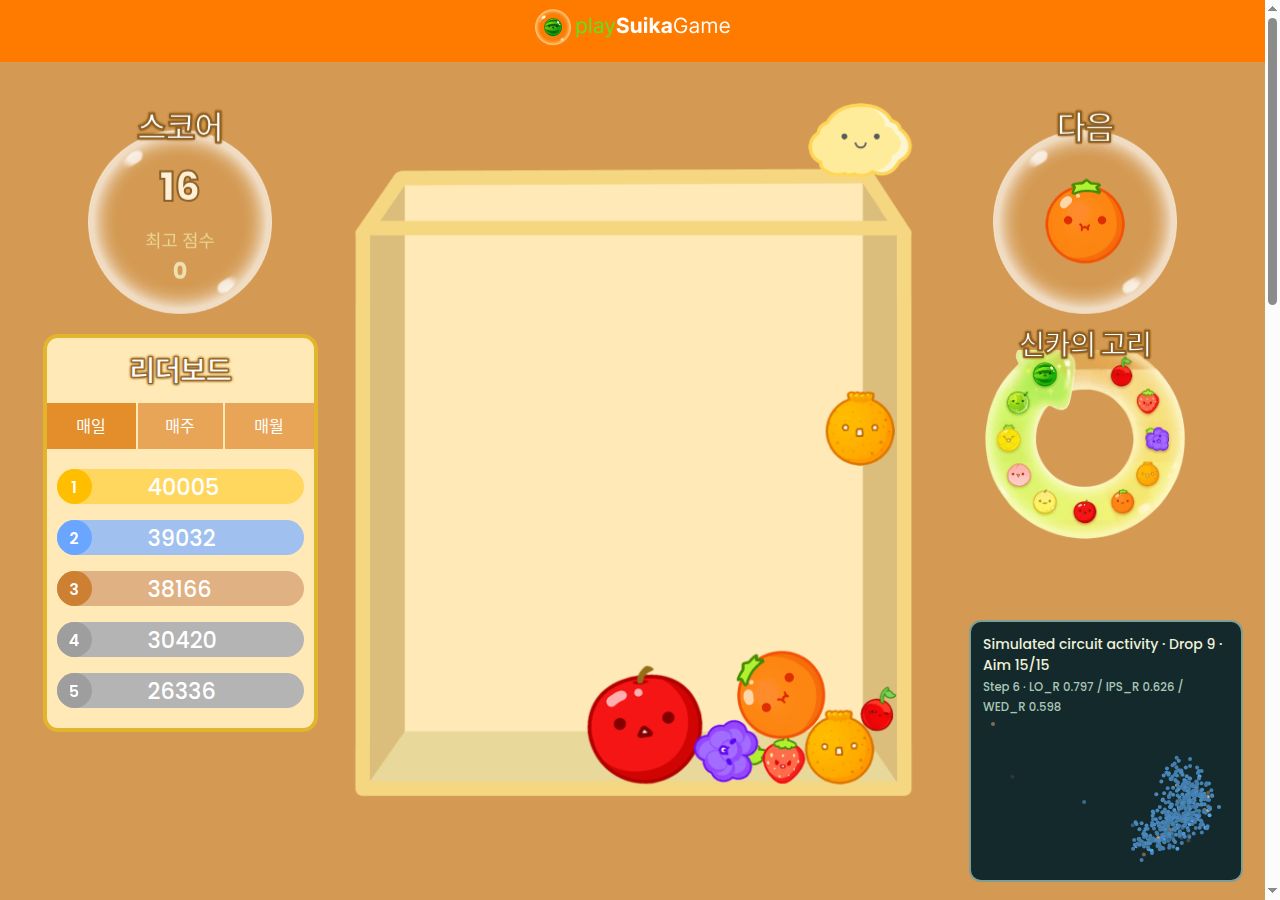 playSuikaGame
스코어
16
최고 점수
0
다음
신카의 고리
리더보드
매일 매주 매월
1 40005
2 39032
3 38166
4 30420
5 26336
Simulated circuit activity · Drop 9 ·
Aim 15/15
Step 6 · LO_R 0.797 / IPS_R 0.626 /
WED_R 0.598